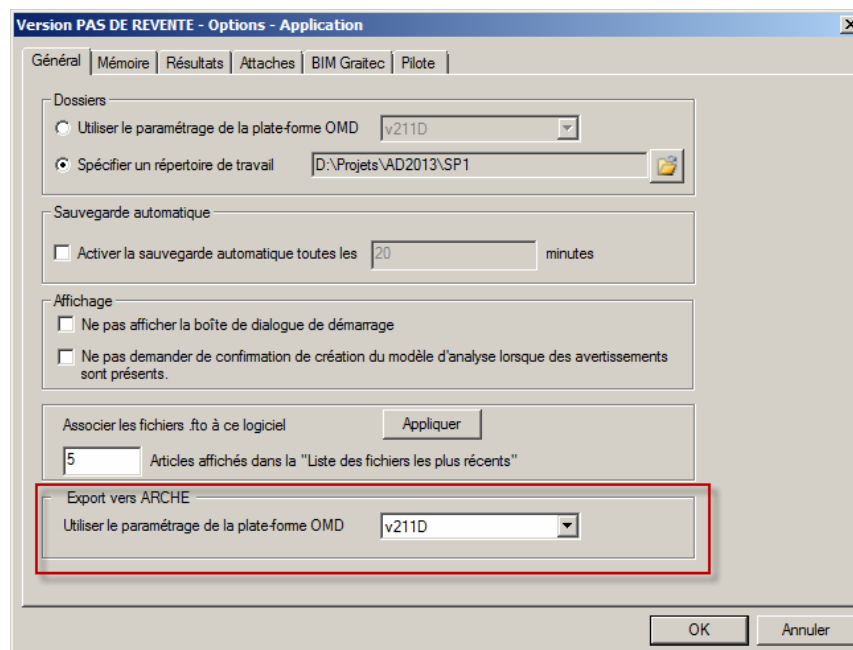 Version PAS DE REVENTE - Options - Application
Général Mémoire Résultats Attaches BIM Graitec Pilote
Dossiers
Utiliser le paramétrage de la plate-forme OMD v211D
Spécifier un répertoire de travail D:\Projets\AD2013\SP1
Sauvegarde automatique
Activer la sauvegarde automatique toutes les 20 minutes
Affichage
Ne pas afficher la boîte de dialogue de démarrage
Ne pas demander de confirmation de création du modèle d'analyse lorsque des avertissements
sont présents.
Associer les fichiers .fto à ce logiciel Appliquer
5 Articles affichés dans la "Liste des fichiers les plus récents"
Export vers ARCHE
Utiliser le paramétrage de la plate-forme OMD v211D
OK Annuler